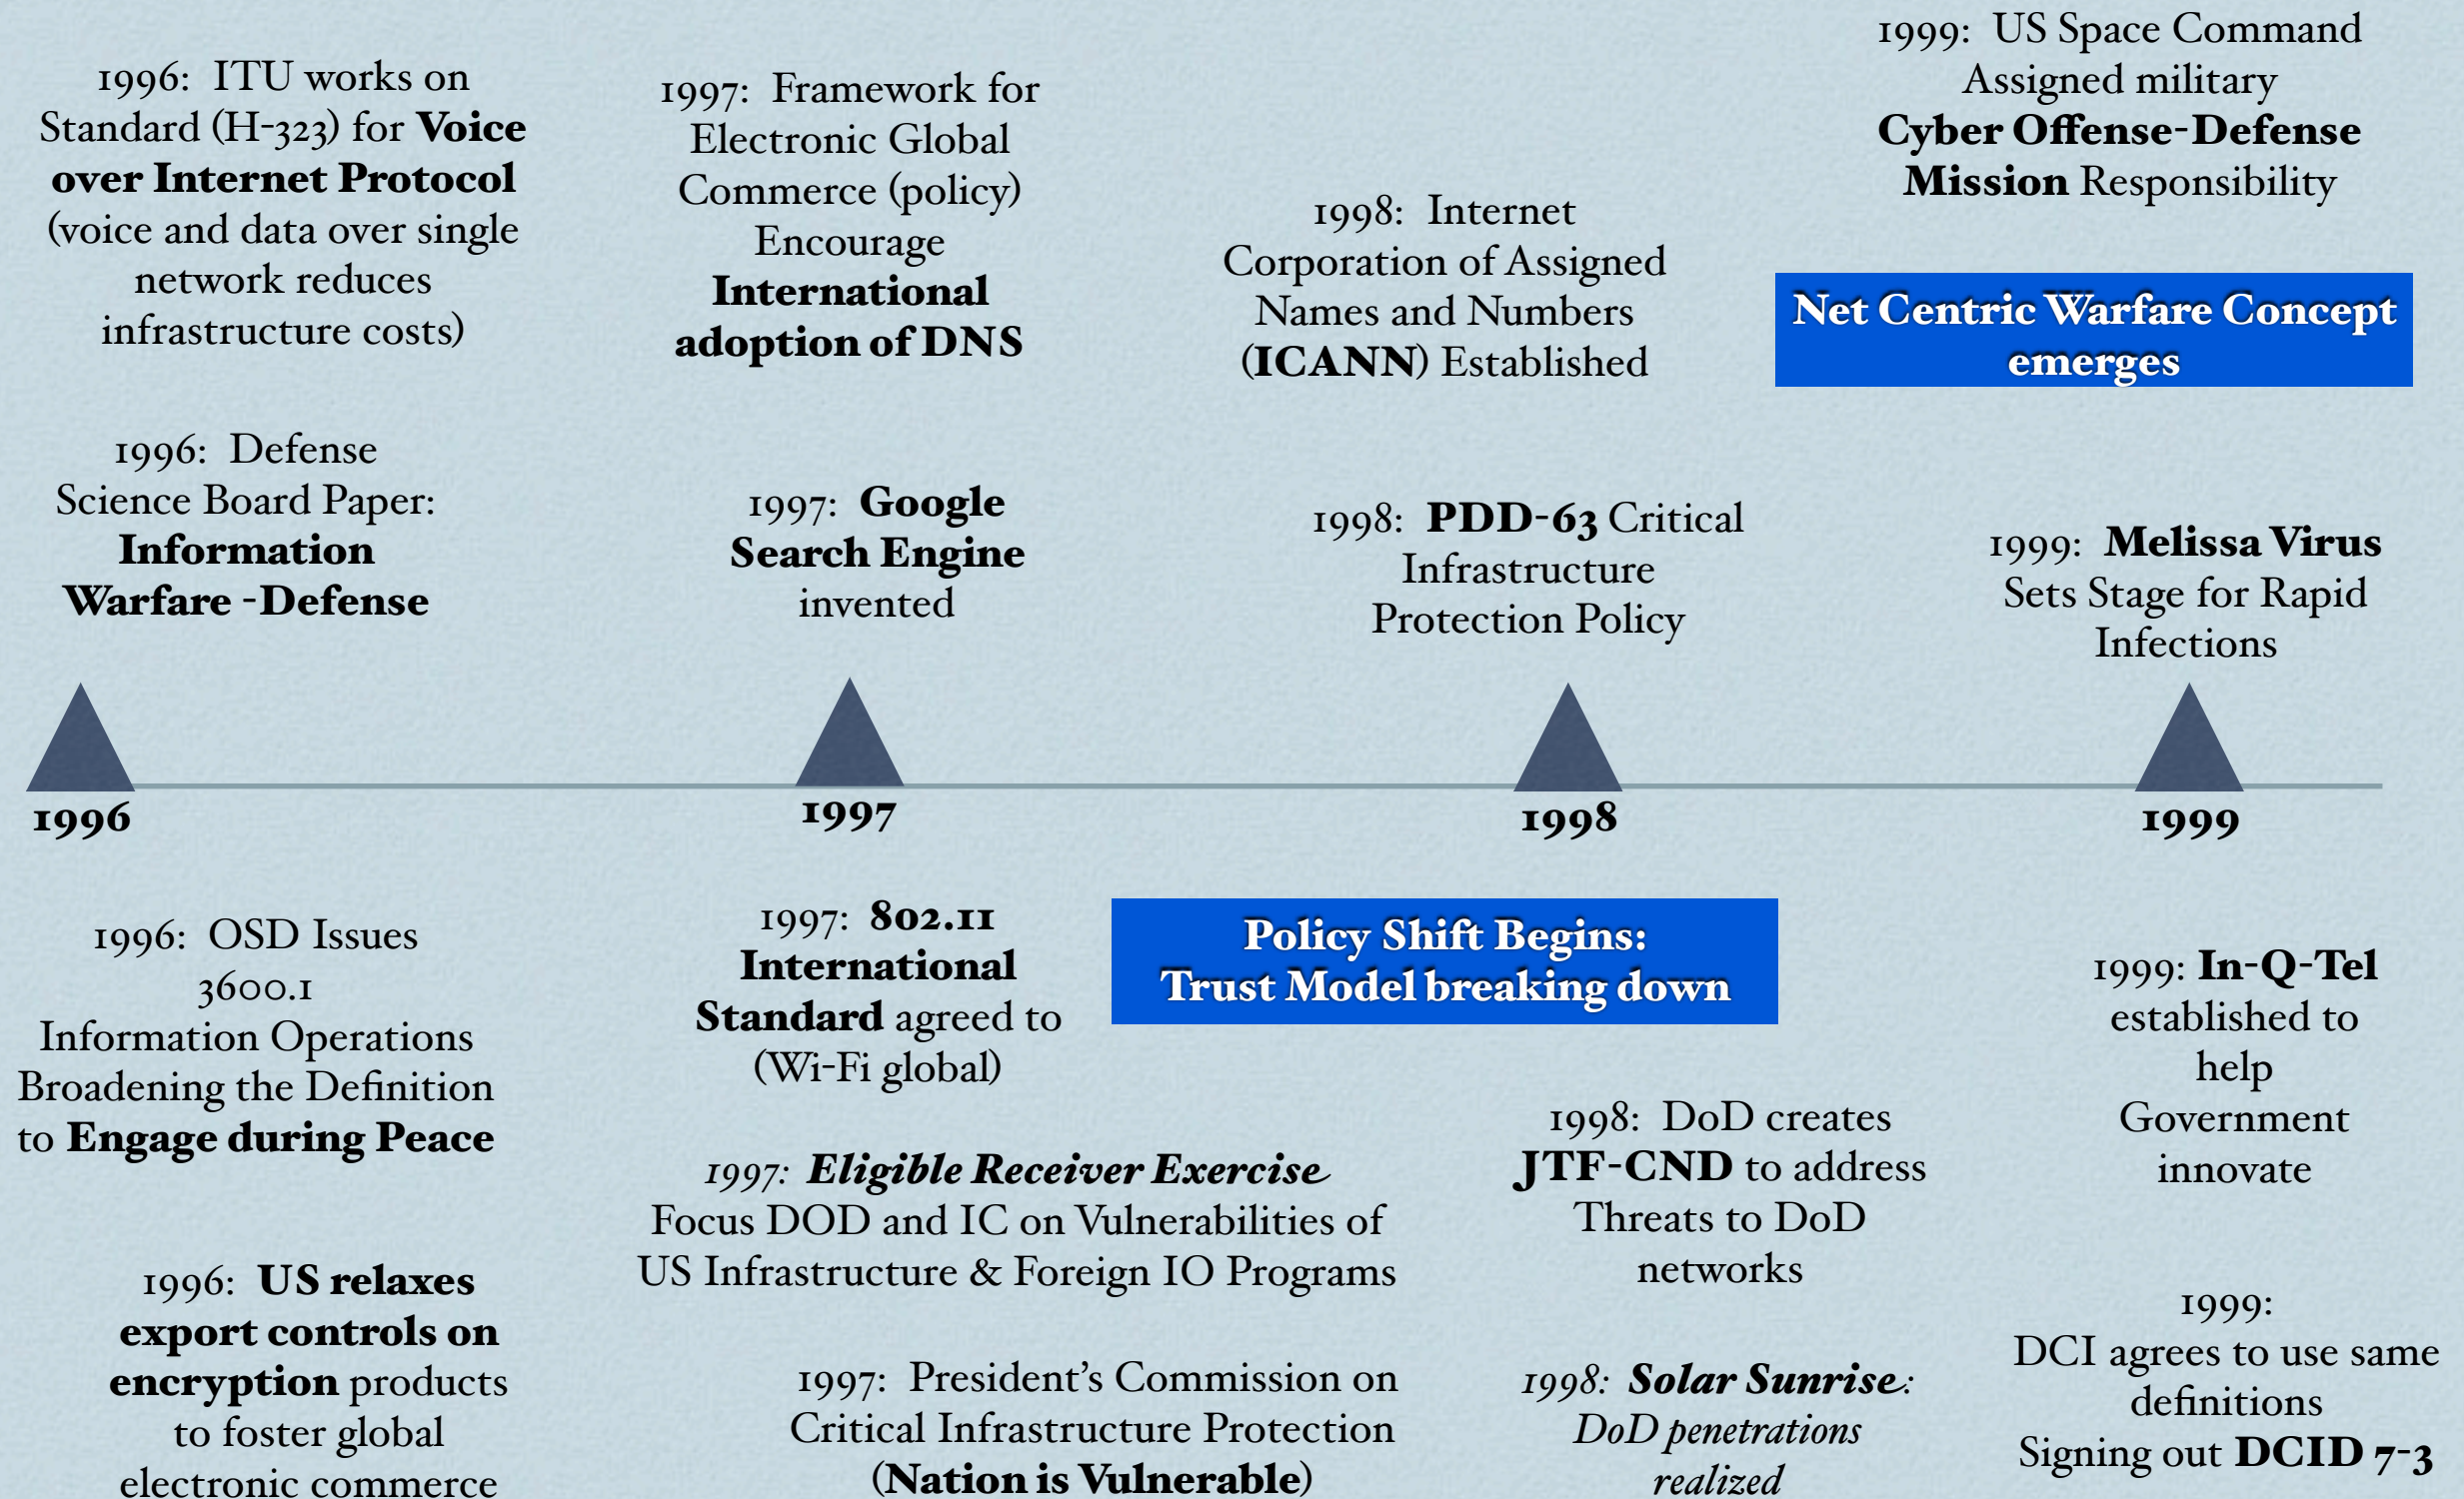 1996: ITU works on
Standard (H-323) for Voice
over Internet Protocol
(voice and data over single
network reduces
infrastructure costs)
1996: Defense
Science Board Paper:
Information
Warfare -Defense
1997: Framework for
Electronic Global
Commerce (policy)
Encourage
International
adoption of DNS
1997: Google
Search Engine
invented
1998: Internet
Corporation of Assigned
Names and Numbers
(ICANN) Established
1998: PDD-63 Critical
Infrastructure
Protection Policy
1999: US Space Command
Assigned military
Cyber Offense-Defense
Mission Responsibility
Net Centric Warfare Concept
emerges
1999: Melissa Virus
Sets Stage for Rapid
Infections
1996
1997
1998
1999
1996: OSD Issues
3600.1
Information Operations
Broadening the Definition
to Engage during Peace
1996: US relaxes
export controls on
encryption products
to foster global
electronic commerce
1997: 802.11
International
Standard agreed to
(Wi-Fi global)
Policy Shift Begins:
Trust Model breaking down
1997: Eligible Receiver Exercise
Focus DOD and IC on Vulnerabilities of
US Infrastructure & Foreign IO Programs
1997: President's Commission on
Critical Infrastructure Protection
(Nation is Vulnerable)
1998: DoD creates
JTF-CND to address
Threats to DoD
networks
1998: Solar Sunrise:
DoD penetrations
realized
1999: In-Q-Tel
established to
help
Government
innovate
1999:
DCI agrees to use same
definitions
Signing out DCID 7-3